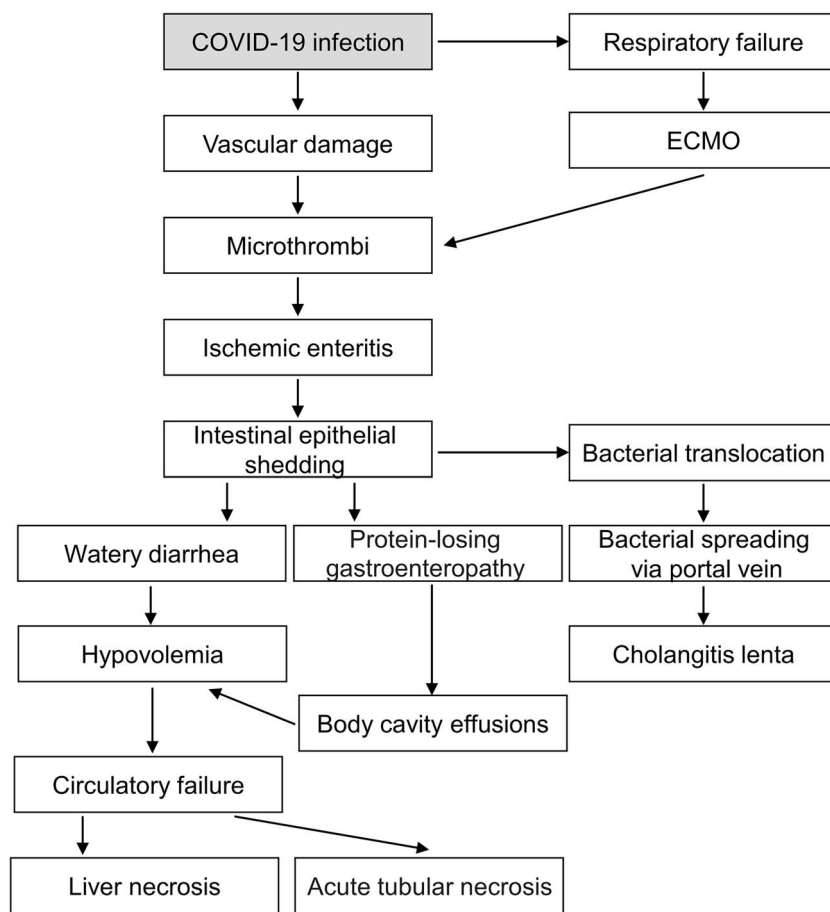 COVID-19 infection
Respiratory failure
Vascular damage
ECMO
Microthrombi
Ischemic enteritis
Intestinal epithelial
shedding
Bacterial translocation
Watery diarrhea
Protein-losing
gastroenteropathy
Bacterial spreading
via portal vein
Hypovolemia
Cholangitis lenta
Body cavity effusions
Circulatory failure
Liver necrosis
Acute tubular necrosis